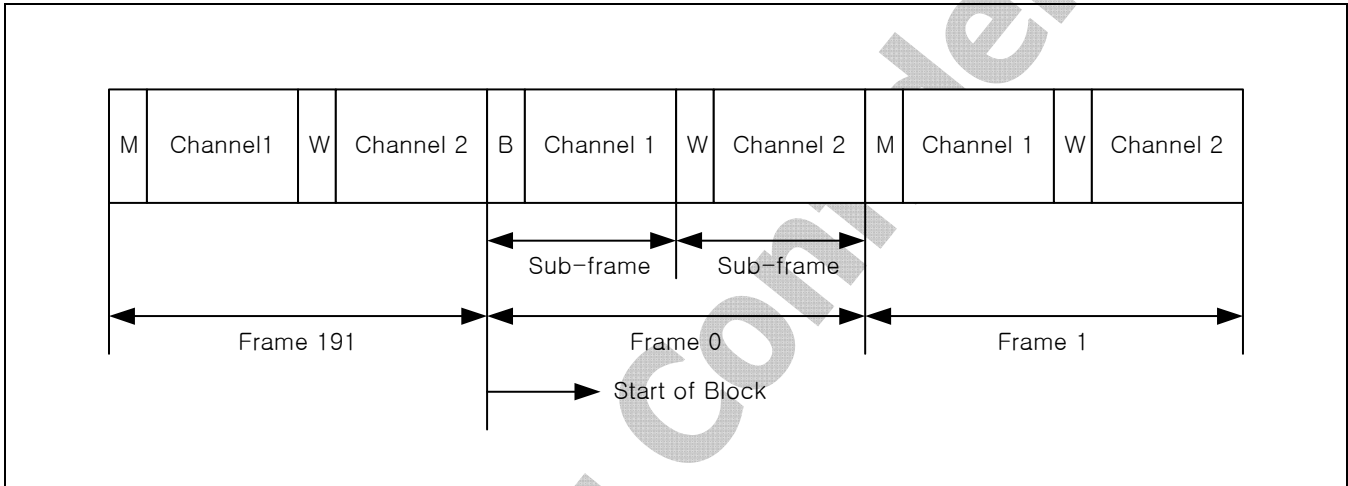 M Channel1 W Channel 2 B Channel 1 W Channel 2 M Channel 1 W Channel 2
Sub-frame Sub-frame
Frame 191 Frame 0 Frame 1
Start of Block